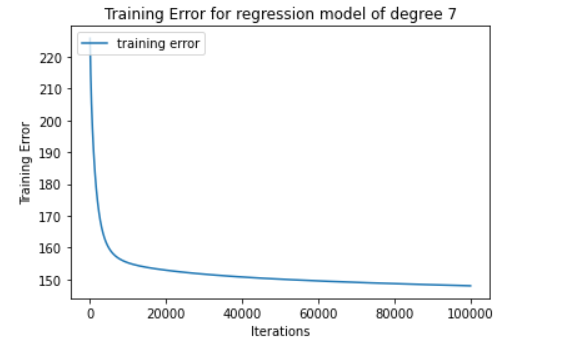 Training Error for regression model of degree 7
training error
220
210
200
190
180
170
160
150
Training Error
0 20000 40000 60000 80000 100000
Iterations